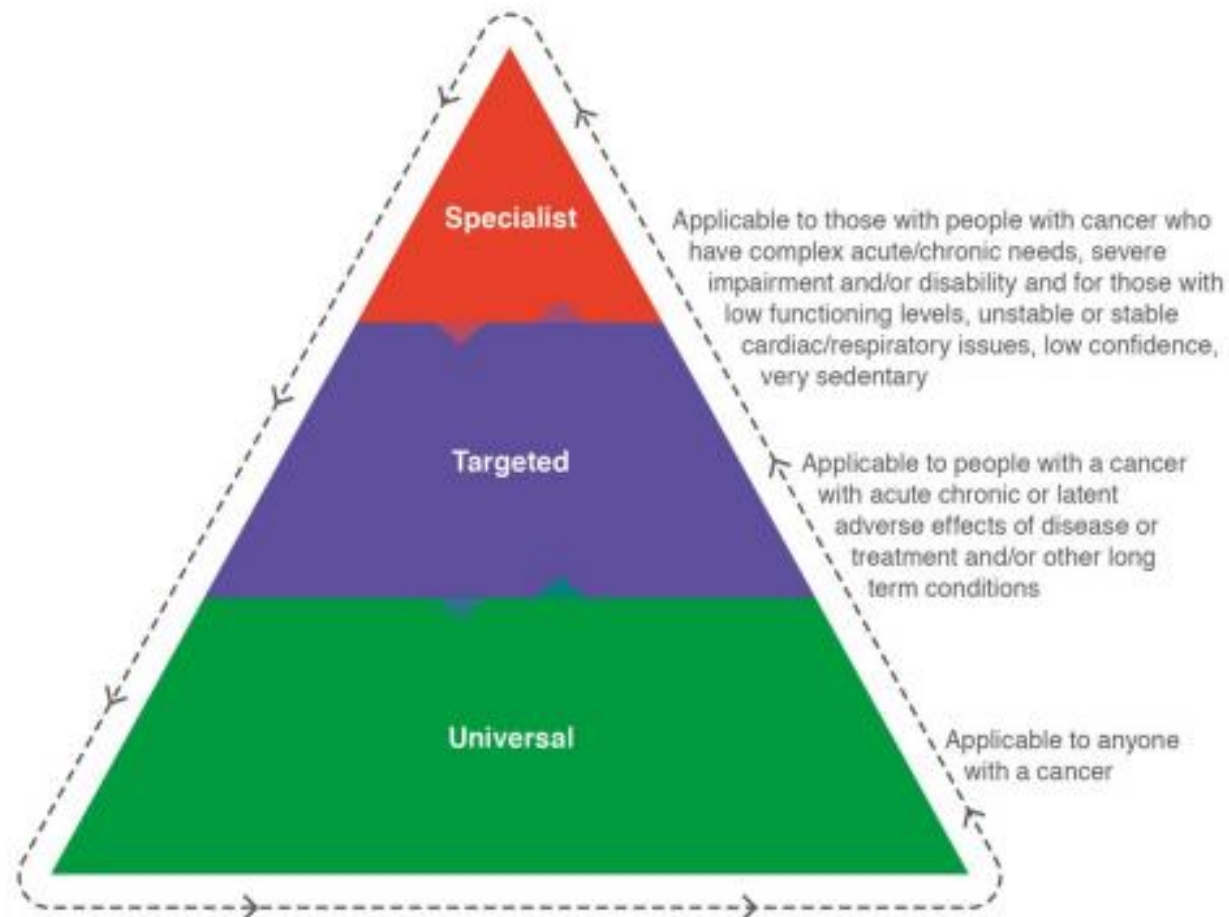 Specialist
Applicable to those with people with cancer who
have complex acute/chronic needs, severe
impairment and/or disability and for those with
low functioning levels, unstable or stable
cardiac/respiratory issues, low confidence,
very sedentary
Targeted
Applicable to people with a cancer
with acute chronic or latent
adverse effects of disease or
treatment and/or other long
term conditions
Universal
Applicable to anyone
with a cancer